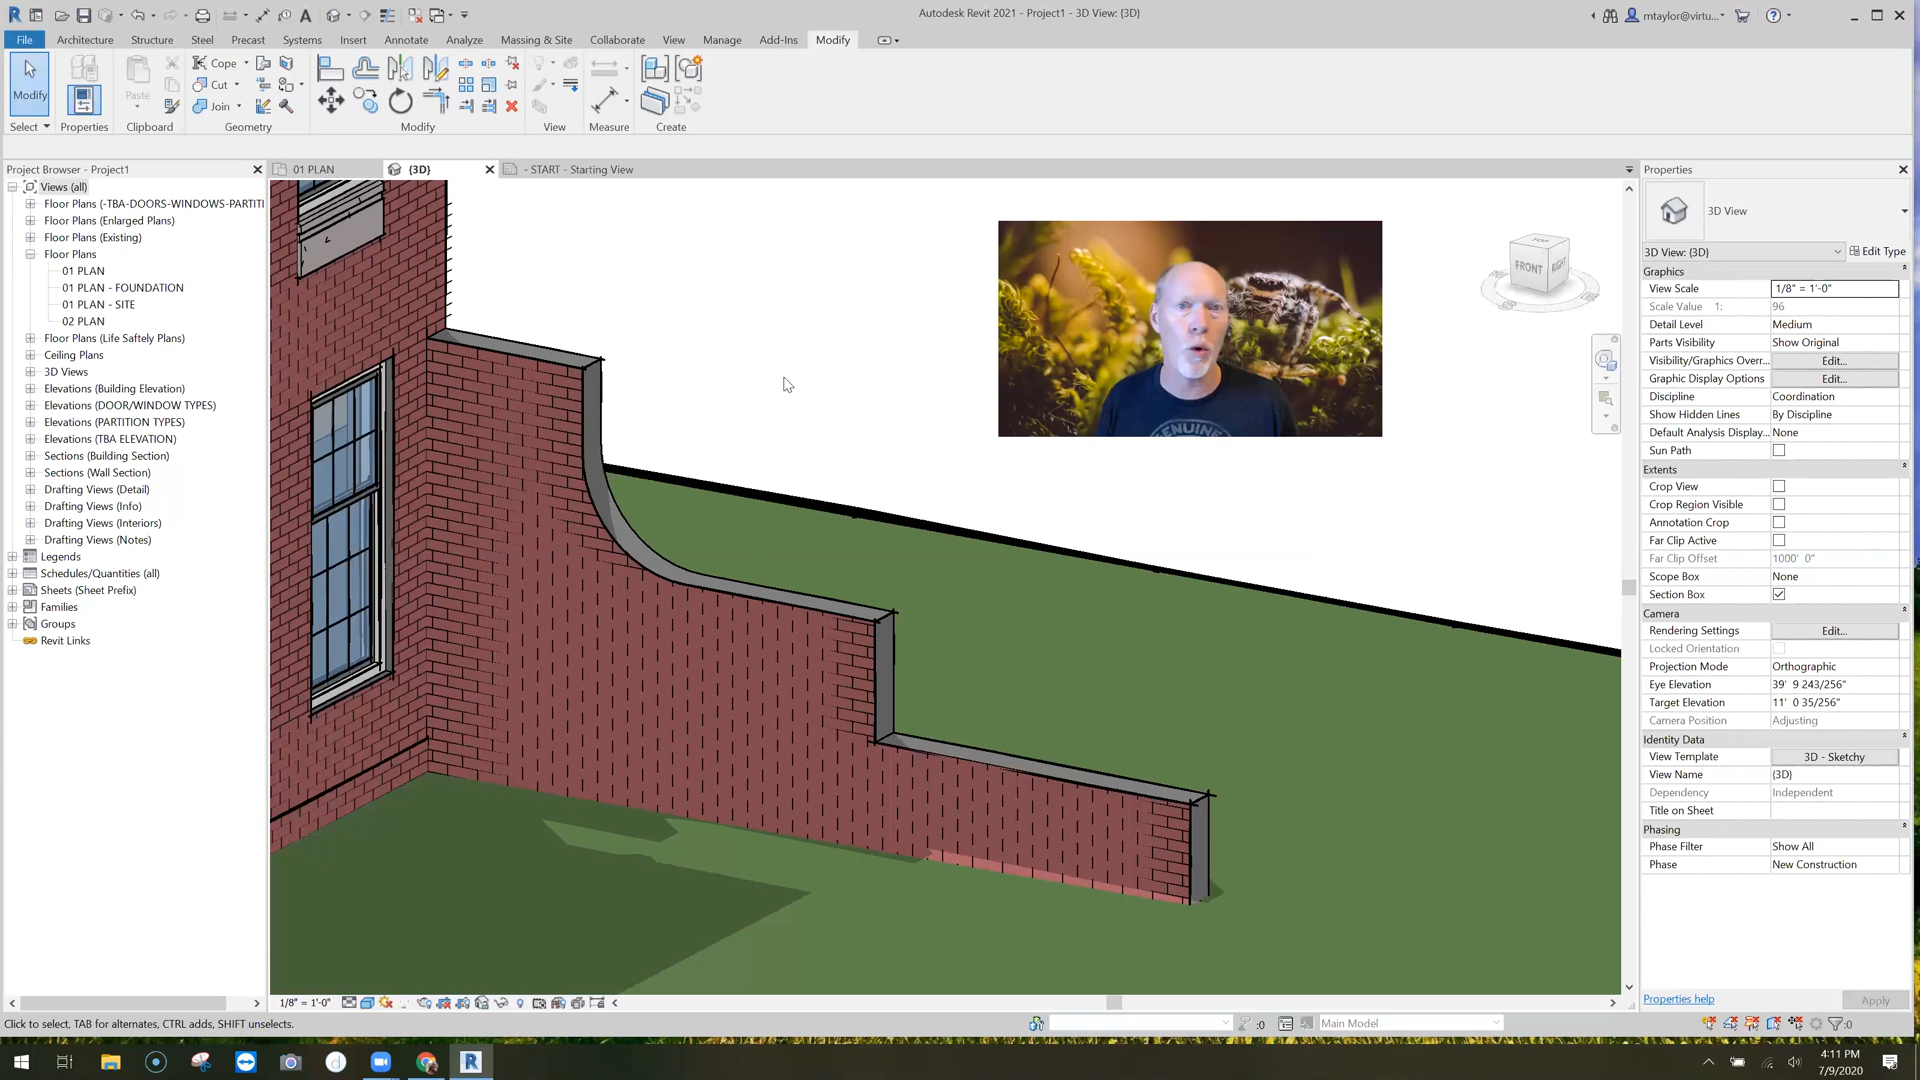 Autodesk Revit 2021 - Project1 - 3D View: {3D}
mtaylor@virtu...
File Architecture Structure Steel Precast Systems Insert Annotate Analyze Massing & Site Collaborate View Manage Add-Ins Modify
Modify
Paste
Cope
Cut
Join
Select Properties Clipboard Geometry Modify View Measure Create
Project Browser - Project1
01 PLAN {3D} - START - Starting View
Properties
Views (all)
Floor Plans (-TBA-DOORS-WINDOWS-PARTITI
Floor Plans (Enlarged Plans)
Floor Plans (Existing)
Floor Plans
01 PLAN
01 PLAN - FOUNDATION
01 PLAN - SITE
02 PLAN
Floor Plans (Life Saftely Plans)
Ceiling Plans
3D Views
Elevations (Building Elevation)
Elevations (DOOR/WINDOW TYPES)
Elevations (PARTITION TYPES)
Elevations (TBA ELEVATION)
Sections (Building Section)
Sections (Wall Section)
Drafting Views (Detail)
Drafting Views (Info)
Drafting Views (Interiors)
Drafting Views (Notes)
Legends
Schedules/Quantities (all)
Sheets (Sheet Prefix)
Families
Groups
Revit Links
TOP
FRONT
RIGHT
GENUINE
3D View
3D View: {3D} Edit Type
Graphics
View Scale 1/8" = 1'-0"
Scale Value 1: 96
Detail Level Medium
Parts Visibility Show Original
Visibility/Graphics Overr... Edit...
Graphic Display Options Edit...
Discipline Coordination
Show Hidden Lines By Discipline
Default Analysis Display... None
Sun Path
Extents
Crop View
Crop Region Visible
Annotation Crop
Far Clip Active
Far Clip Offset 1000' 0"
Scope Box None
Section Box
Camera
Rendering Settings Edit...
Locked Orientation
Projection Mode Orthographic
Eye Elevation 39' 9 243/256"
Target Elevation 11' 0 35/256"
Camera Position Adjusting
Identity Data
View Template 3D - Sketchy
View Name {3D}
Dependency Independent
Title on Sheet
Phasing
Phase Filter Show All
Phase New Construction
Properties help Apply
1/8" = 1'-0"
Click to select, TAB for alternates, CTRL adds, SHIFT unselects.
:0 Main Model :0
4:11 PM
7/9/2020